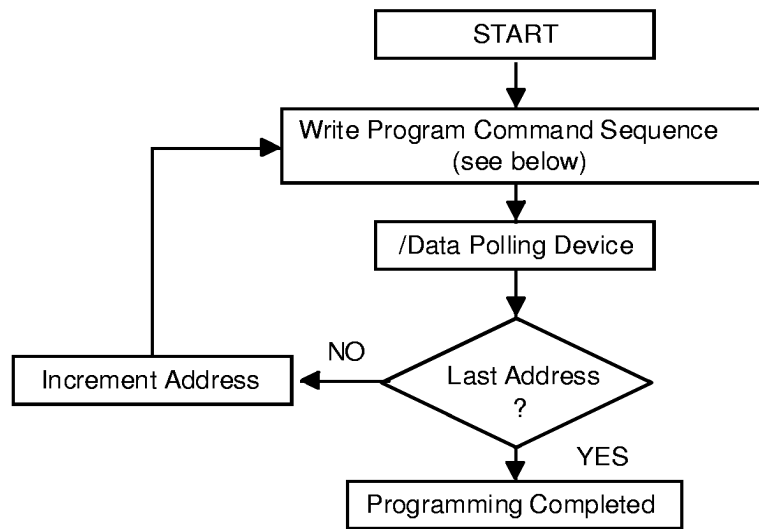 START
Write Program Command Sequence
(see below)
/Data Polling Device
NO
Increment Address
Last Address
?
YES
Programming Completed